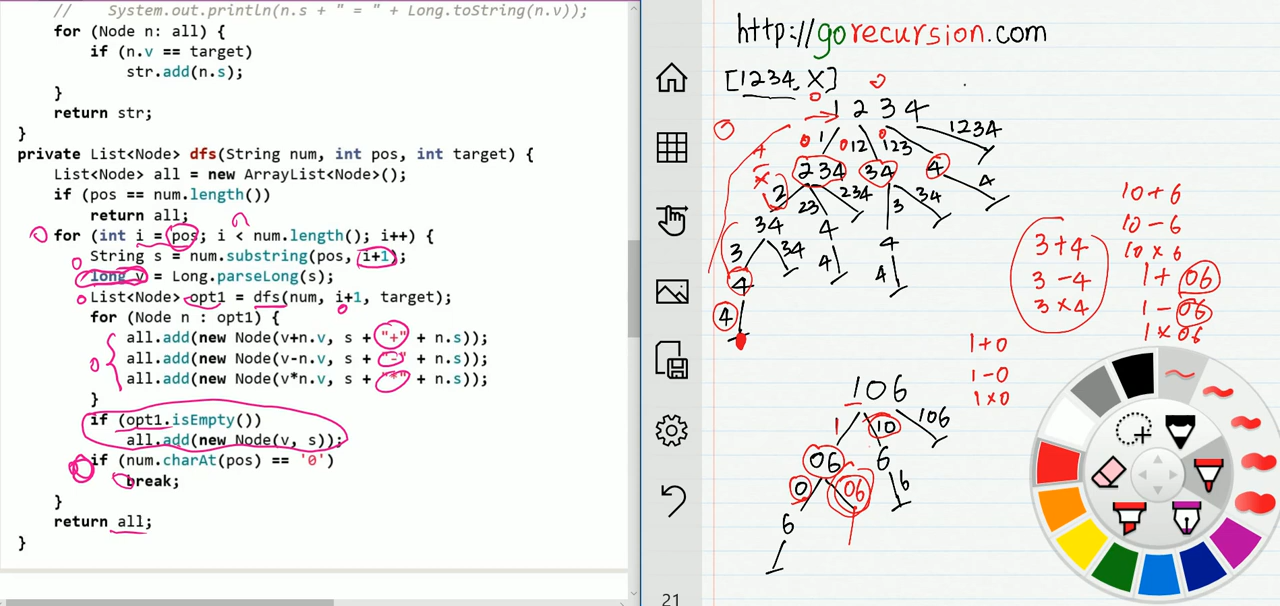 //    System.out.println(n.s + " = " + Long.toString(n.v));
for (Node n: all) {
if (n.v == target)
str.add(n.s);
}
return str;
}
private List<Node> dfs(String num, int pos, int target) {
List<Node> all = new ArrayList<Node>();
if (pos == num.length())
return all;
for (int i = pos; i < num.length(); i++) {
String s = num.substring(pos, i+1);
long v = Long.parseLong(s);
List<Node> opt1 = dfs(num, i+1, target);
for (Node n : opt1) {
all.add(new Node(v+n.v, s + "+" + n.s));
all.add(new Node(v-n.v, s + "-" + n.s));
all.add(new Node(v*n.v, s + "*" + n.s));
}
if (opt1.isEmpty())
all.add(new Node(v, s));
if (num.charAt(pos) == '0')
break;
}
return all;
}
http://gorecursion.com
[1234, X]
1 2 3 4
1 12 123 1234
234 34 4
2 23 234 3 34 4
34 4 4
3 34 4 4
4
4
10 + 6
10 - 6
10 x 6
1 + 06
1 - 06
1 x 06
3 + 4
3 - 4
3 x 4
1 + 0
1 - 0
1 x 0
106
1 10 106
06 6
0 06 6
6
21